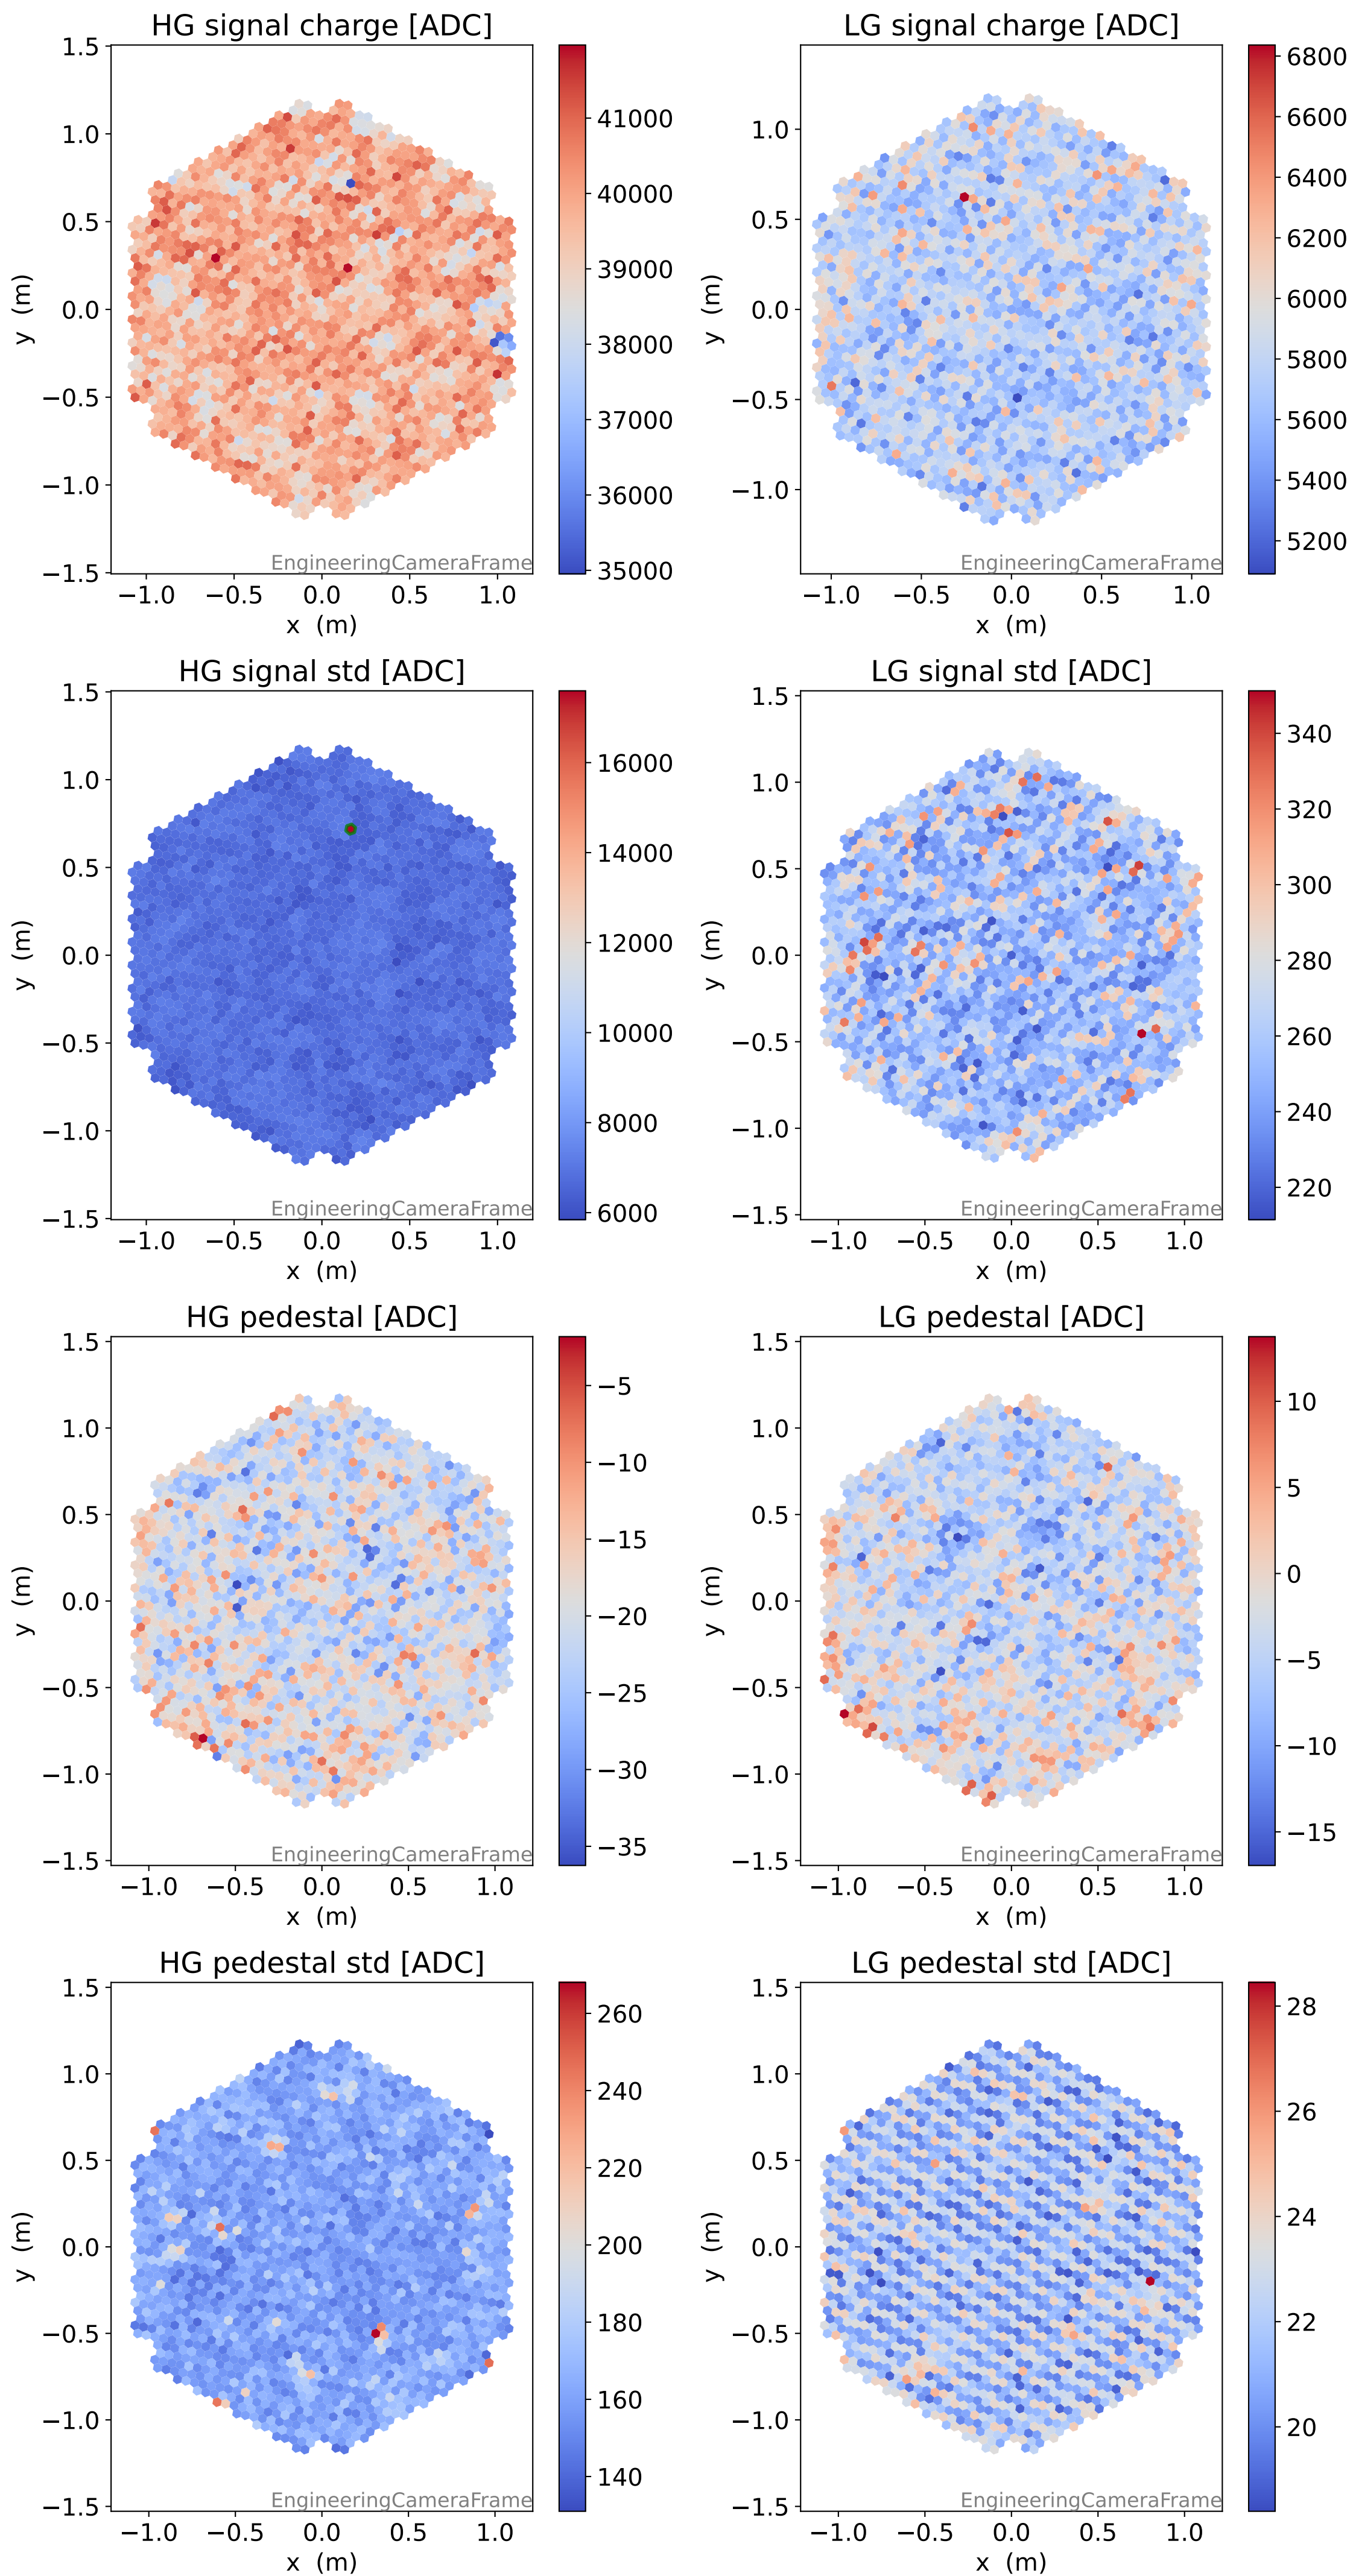 HG signal charge [ADC]
1.5
1.0
0.5
0.0
−0.5
−1.0
−1.5
y (m)
−1.0 −0.5 0.0 0.5 1.0
x (m)
EngineeringCameraFrame
41000
40000
39000
38000
37000
36000
35000
LG signal charge [ADC]
1.0
0.5
0.0
−0.5
−1.0
y (m)
−1.0 −0.5 0.0 0.5 1.0
x (m)
EngineeringCameraFrame
6800
6600
6400
6200
6000
5800
5600
5400
5200
HG signal std [ADC]
1.5
1.0
0.5
0.0
−0.5
−1.0
−1.5
y (m)
−1.0 −0.5 0.0 0.5 1.0
x (m)
EngineeringCameraFrame
16000
14000
12000
10000
8000
6000
LG signal std [ADC]
1.5
1.0
0.5
0.0
−0.5
−1.0
−1.5
y (m)
−1.0 −0.5 0.0 0.5 1.0
x (m)
EngineeringCameraFrame
340
320
300
280
260
240
220
HG pedestal [ADC]
1.5
1.0
0.5
0.0
−0.5
−1.0
−1.5
y (m)
−1.0 −0.5 0.0 0.5 1.0
x (m)
EngineeringCameraFrame
−5
−10
−15
−20
−25
−30
−35
LG pedestal [ADC]
1.5
1.0
0.5
0.0
−0.5
−1.0
−1.5
y (m)
−1.0 −0.5 0.0 0.5 1.0
x (m)
EngineeringCameraFrame
10
5
0
−5
−10
−15
HG pedestal std [ADC]
1.5
1.0
0.5
0.0
−0.5
−1.0
−1.5
y (m)
−1.0 −0.5 0.0 0.5 1.0
x (m)
EngineeringCameraFrame
260
240
220
200
180
160
140
LG pedestal std [ADC]
1.5
1.0
0.5
0.0
−0.5
−1.0
−1.5
y (m)
−1.0 −0.5 0.0 0.5 1.0
x (m)
EngineeringCameraFrame
28
26
24
22
20